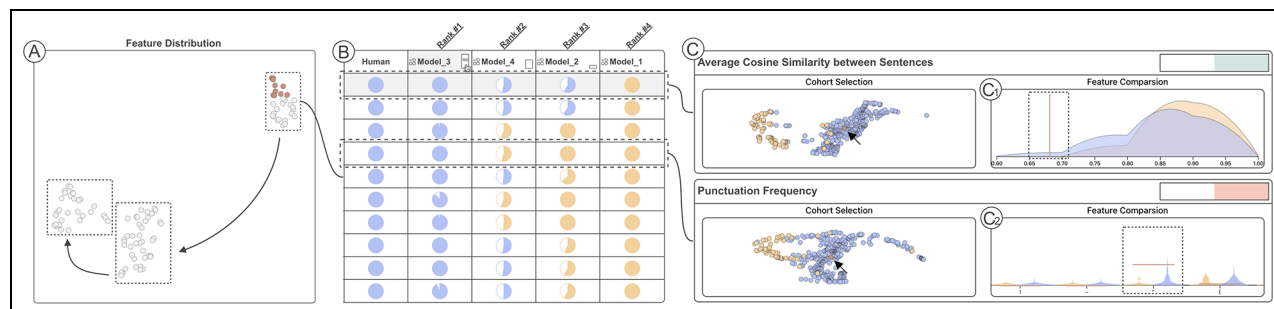 A
Feature Distribution
B
Rank #1
Rank #2
Rank #3
Rank #4
Human
Model_3
Model_4
Model_2
Model_1
C
Average Cosine Similarity between Sentences
Cohort Selection
C1
Feature Comparsion
0.60 0.65 0.70 0.75 0.80 0.85 0.90 0.95 1.00
Punctuation Frequency
Cohort Selection
C2
Feature Comparsion